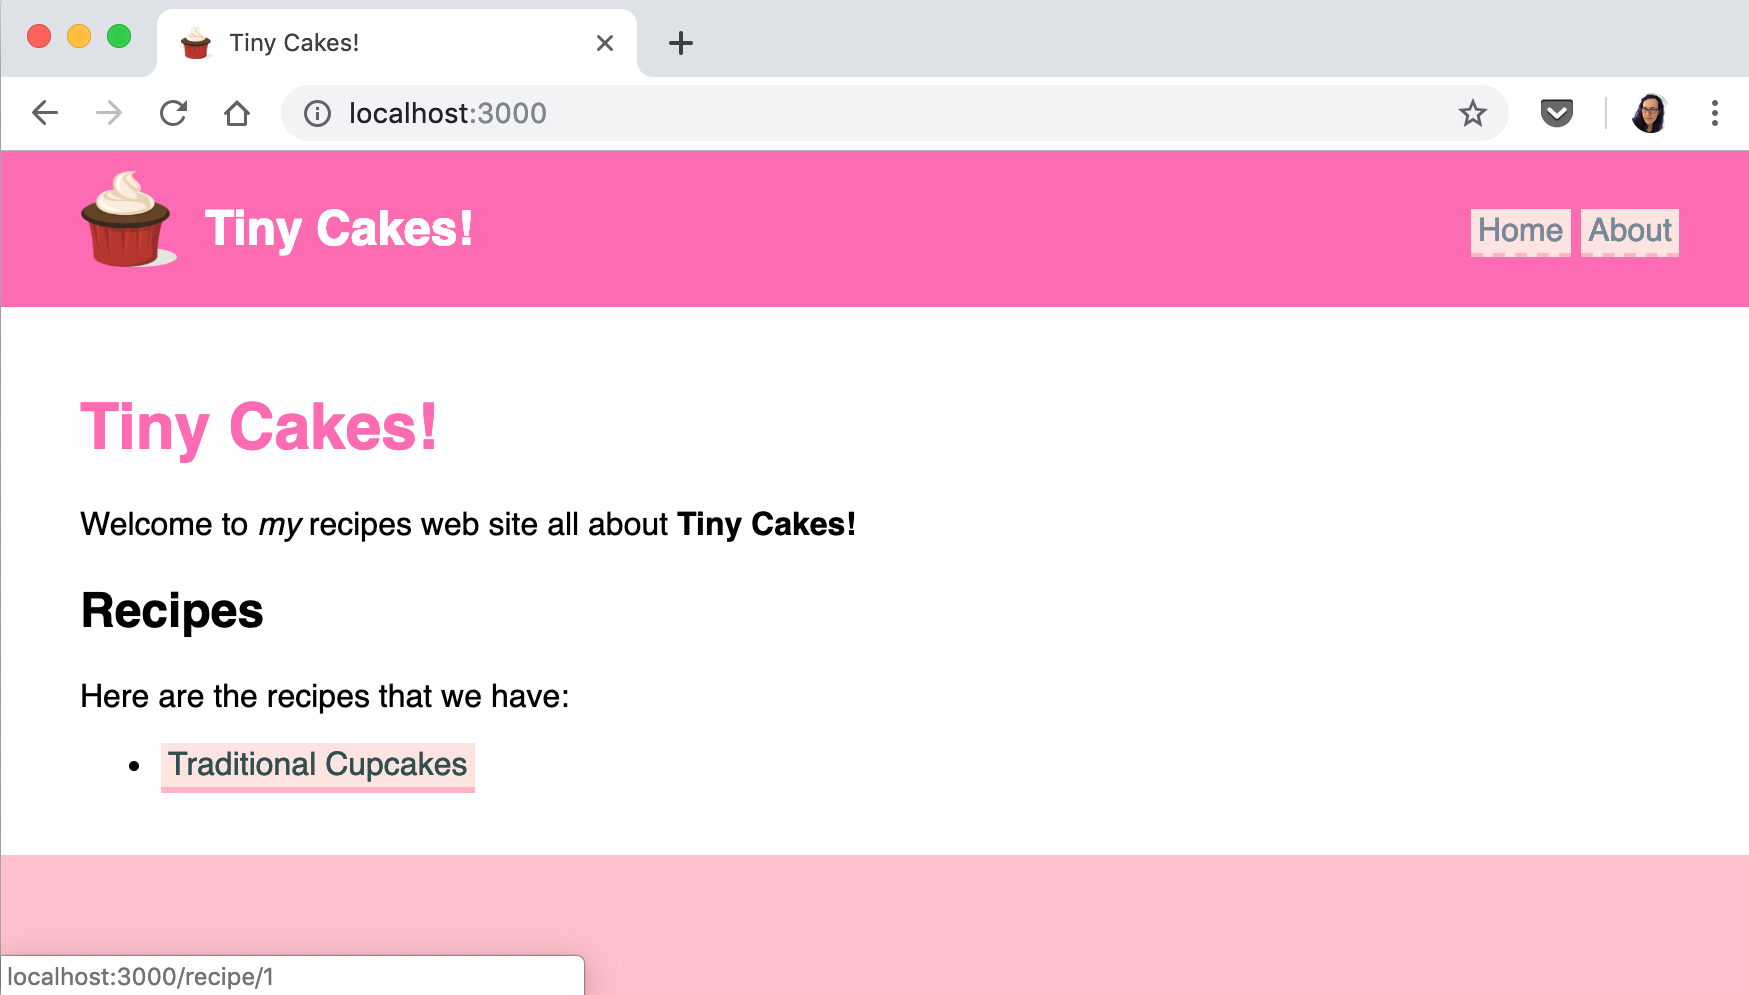 Tiny Cakes!
localhost:3000
Tiny Cakes!
Home About
Tiny Cakes!
Welcome to my recipes web site all about Tiny Cakes!
Recipes
Here are the recipes that we have:
• Traditional Cupcakes
localhost:3000/recipe/1